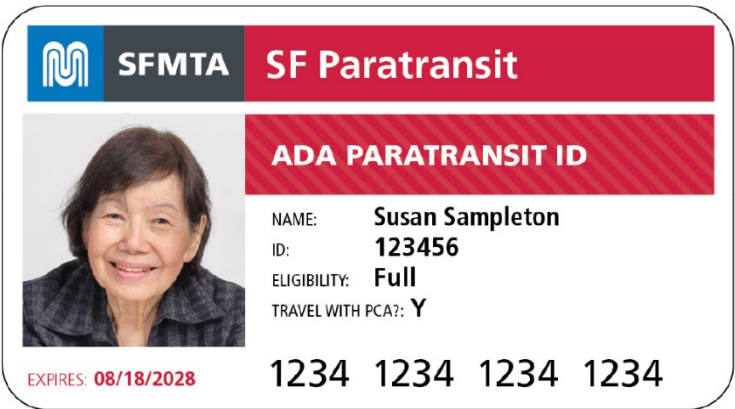 SFMTA SF Paratransit
ADA PARATRANSIT ID
NAME: Susan Sampleton
ID: 123456
ELIGIBILITY: Full
TRAVEL WITH PCA?: Y
EXPIRES: 08/18/2028
1234 1234 1234 1234